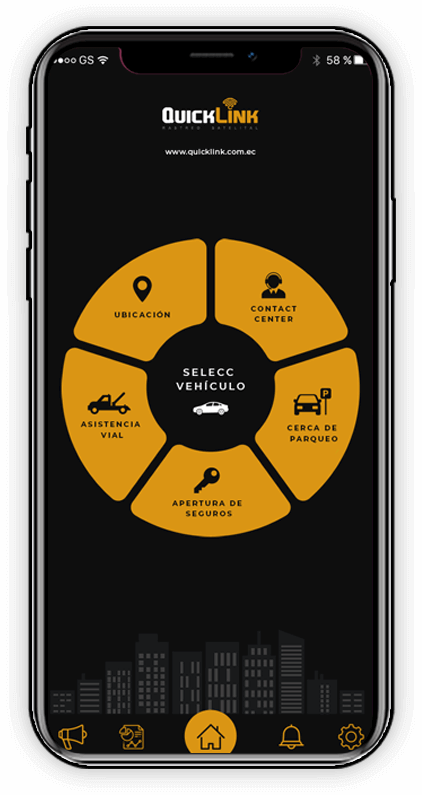 GS
58 %
QUICKLINK
RASTREO SATELITAL
www.quicklink.com.ec
UBICACIÓN
CONTACT
CENTER
SELECC
VEHÍCULO
ASISTENCIA
VIAL
P
CERCA DE
PARQUEO
APERTURA DE
SEGUROS